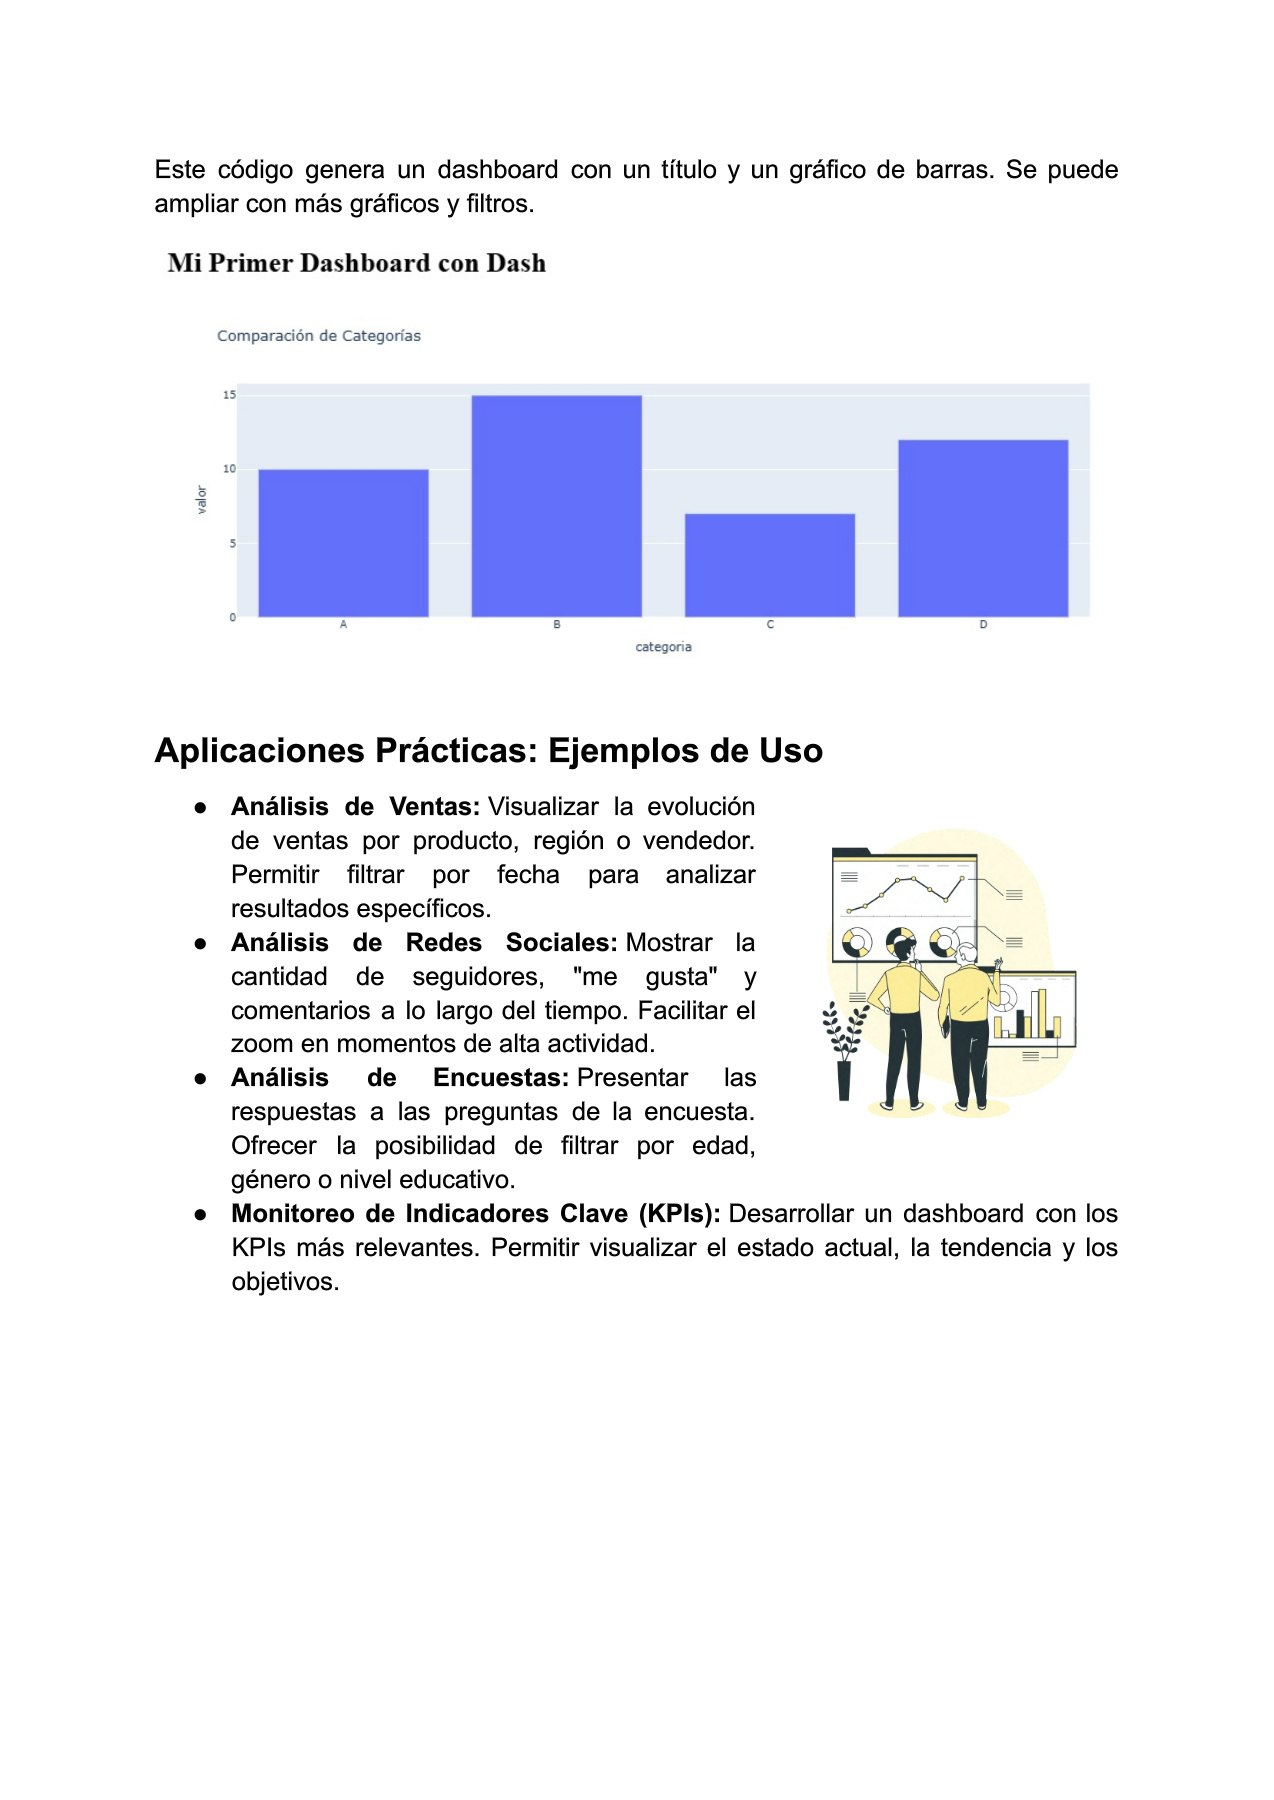 Este código genera un dashboard con un título y un gráfico de barras. Se puede
ampliar con más gráficos y filtros.
Mi Primer Dashboard con Dash
Comparación de Categorías
15
10
5
0
valor
A B C D
categoria
Aplicaciones Prácticas: Ejemplos de Uso
● Análisis de Ventas: Visualizar la evolución
de ventas por producto, región o vendedor.
Permitir filtrar por fecha para analizar
resultados específicos.
● Análisis de Redes Sociales: Mostrar la
cantidad de seguidores, "me gusta" y
comentarios a lo largo del tiempo. Facilitar el
zoom en momentos de alta actividad.
● Análisis de Encuestas: Presentar las
respuestas a las preguntas de la encuesta.
Ofrecer la posibilidad de filtrar por edad,
género o nivel educativo.
● Monitoreo de Indicadores Clave (KPIs): Desarrollar un dashboard con los
KPIs más relevantes. Permitir visualizar el estado actual, la tendencia y los
objetivos.